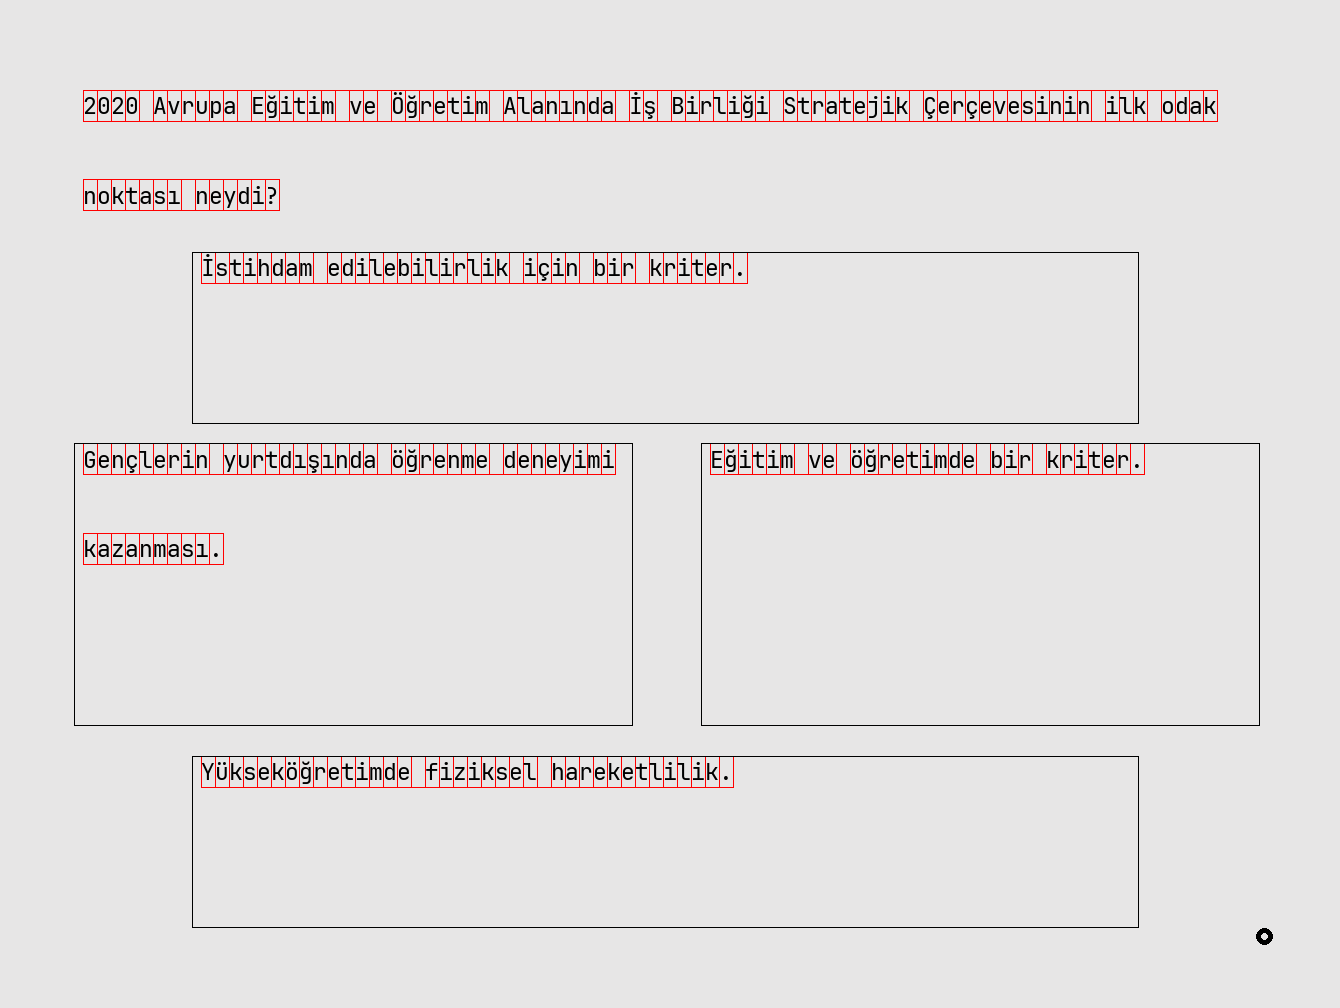 2020 Avrupa Eğitim ve Öğretim Alanında İş Birliği Stratejik Çerçevesinin ilk odak
noktası neydi?
İstihdam edilebilirlik için bir kriter.
Gençlerin yurtdışında öğrenme deneyimi
kazanması.
Eğitim ve öğretimde bir kriter.
Yükseköğretimde fiziksel hareketlilik.